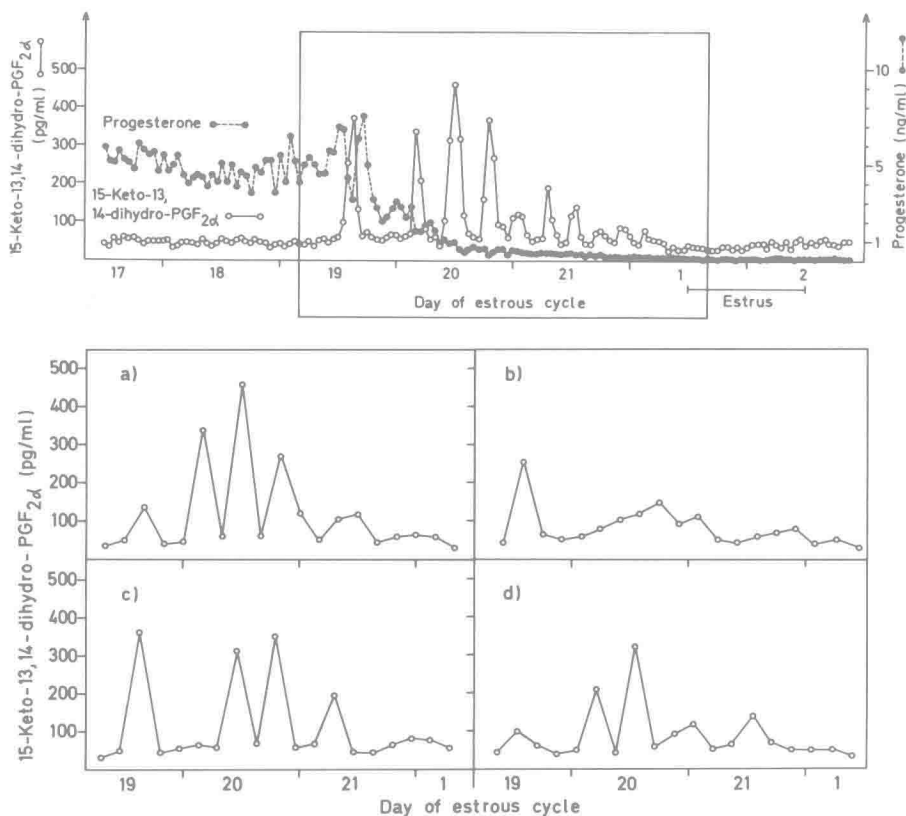 15-Keto-13,14-dihydro-PGF2α
(pg/ml)
500
400
300
200
100
Progesterone
15-Keto-13,
14-dihydro-PGF2α
Progesterone (ng/ml)
10
5
1
17
18
19
20
21
1
2
Day of estrous cycle
Estrus
15-Keto-13,14-dihydro-PGF2α (pg/ml)
500
400
300
200
100
a)
b)
500
400
300
200
100
c)
d)
19
20
21
1
19
20
21
1
Day of estrous cycle